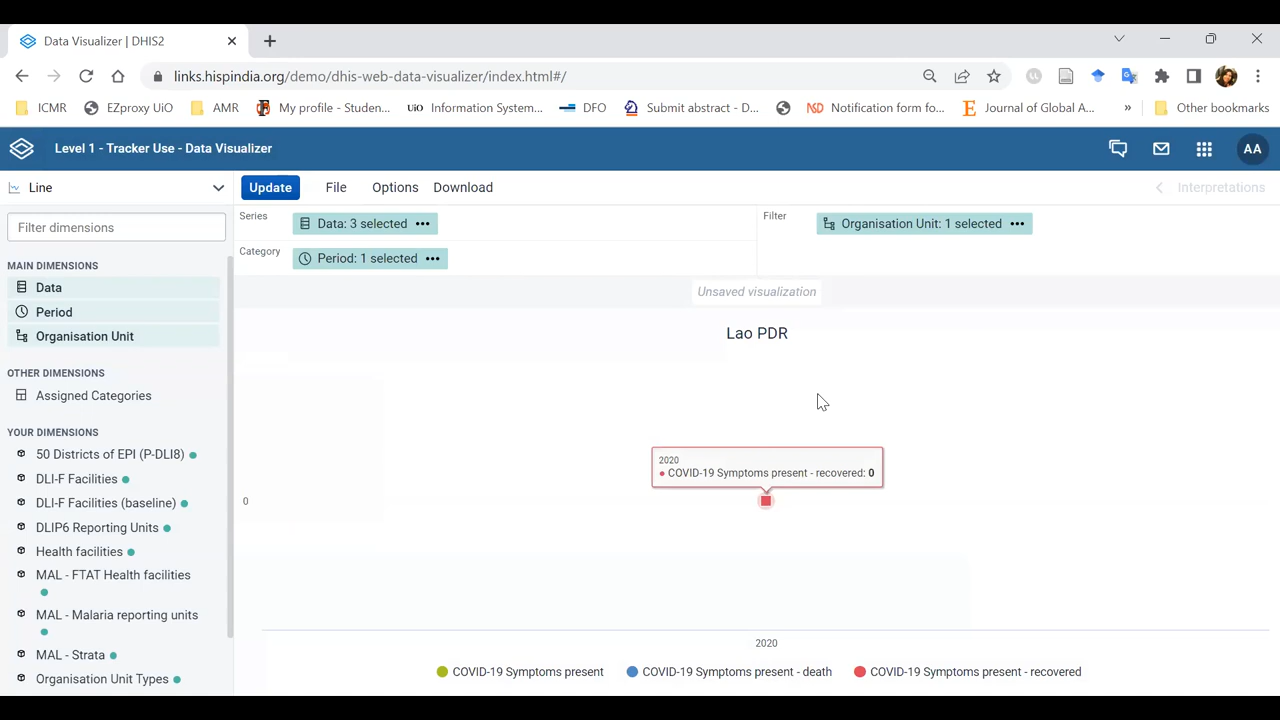 Data Visualizer | DHIS2
links.hispindia.org/demo/dhis-web-data-visualizer/index.html#/
ICMR
EZproxy UiO
AMR
My profile - Studen...
UiO
Information System...
DFO
Submit abstract - D...
NSD
Notification form fo...
E
Journal of Global A...
»
Other bookmarks
Level 1 - Tracker Use - Data Visualizer
AA
Line
Update
File
Options
Download
Interpretations
Filter dimensions
Series
Data: 3 selected
Filter
Organisation Unit: 1 selected
Category
Period: 1 selected
MAIN DIMENSIONS
Data
Period
Organisation Unit
OTHER DIMENSIONS
Assigned Categories
YOUR DIMENSIONS
50 Districts of EPI (P-DLI8)
DLI-F Facilities
DLI-F Facilities (baseline)
DLIP6 Reporting Units
Health facilities
MAL - FTAT Health facilities
MAL - Malaria reporting units
MAL - Strata
Organisation Unit Types
Unsaved visualization
Lao PDR
2020
COVID-19 Symptoms present - recovered: 0
0
2020
COVID-19 Symptoms present
COVID-19 Symptoms present - death
COVID-19 Symptoms present - recovered